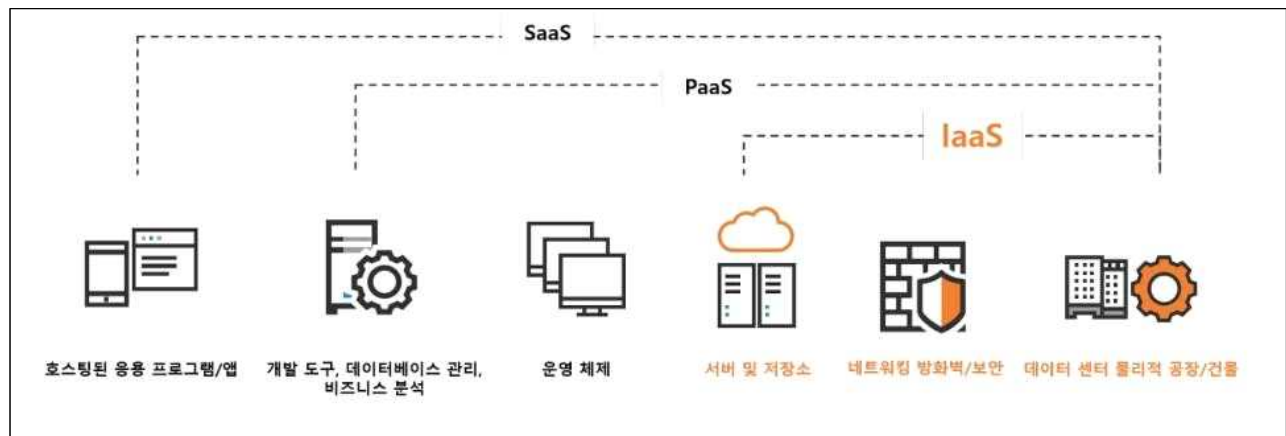 SaaS
PaaS
IaaS
호스팅된 응용 프로그램/앱
개발 도구, 데이터베이스 관리,
비즈니스 분석
운영 체제
서버 및 저장소
네트워킹 방화벽/보안
데이터 센터 물리적 공장/건물